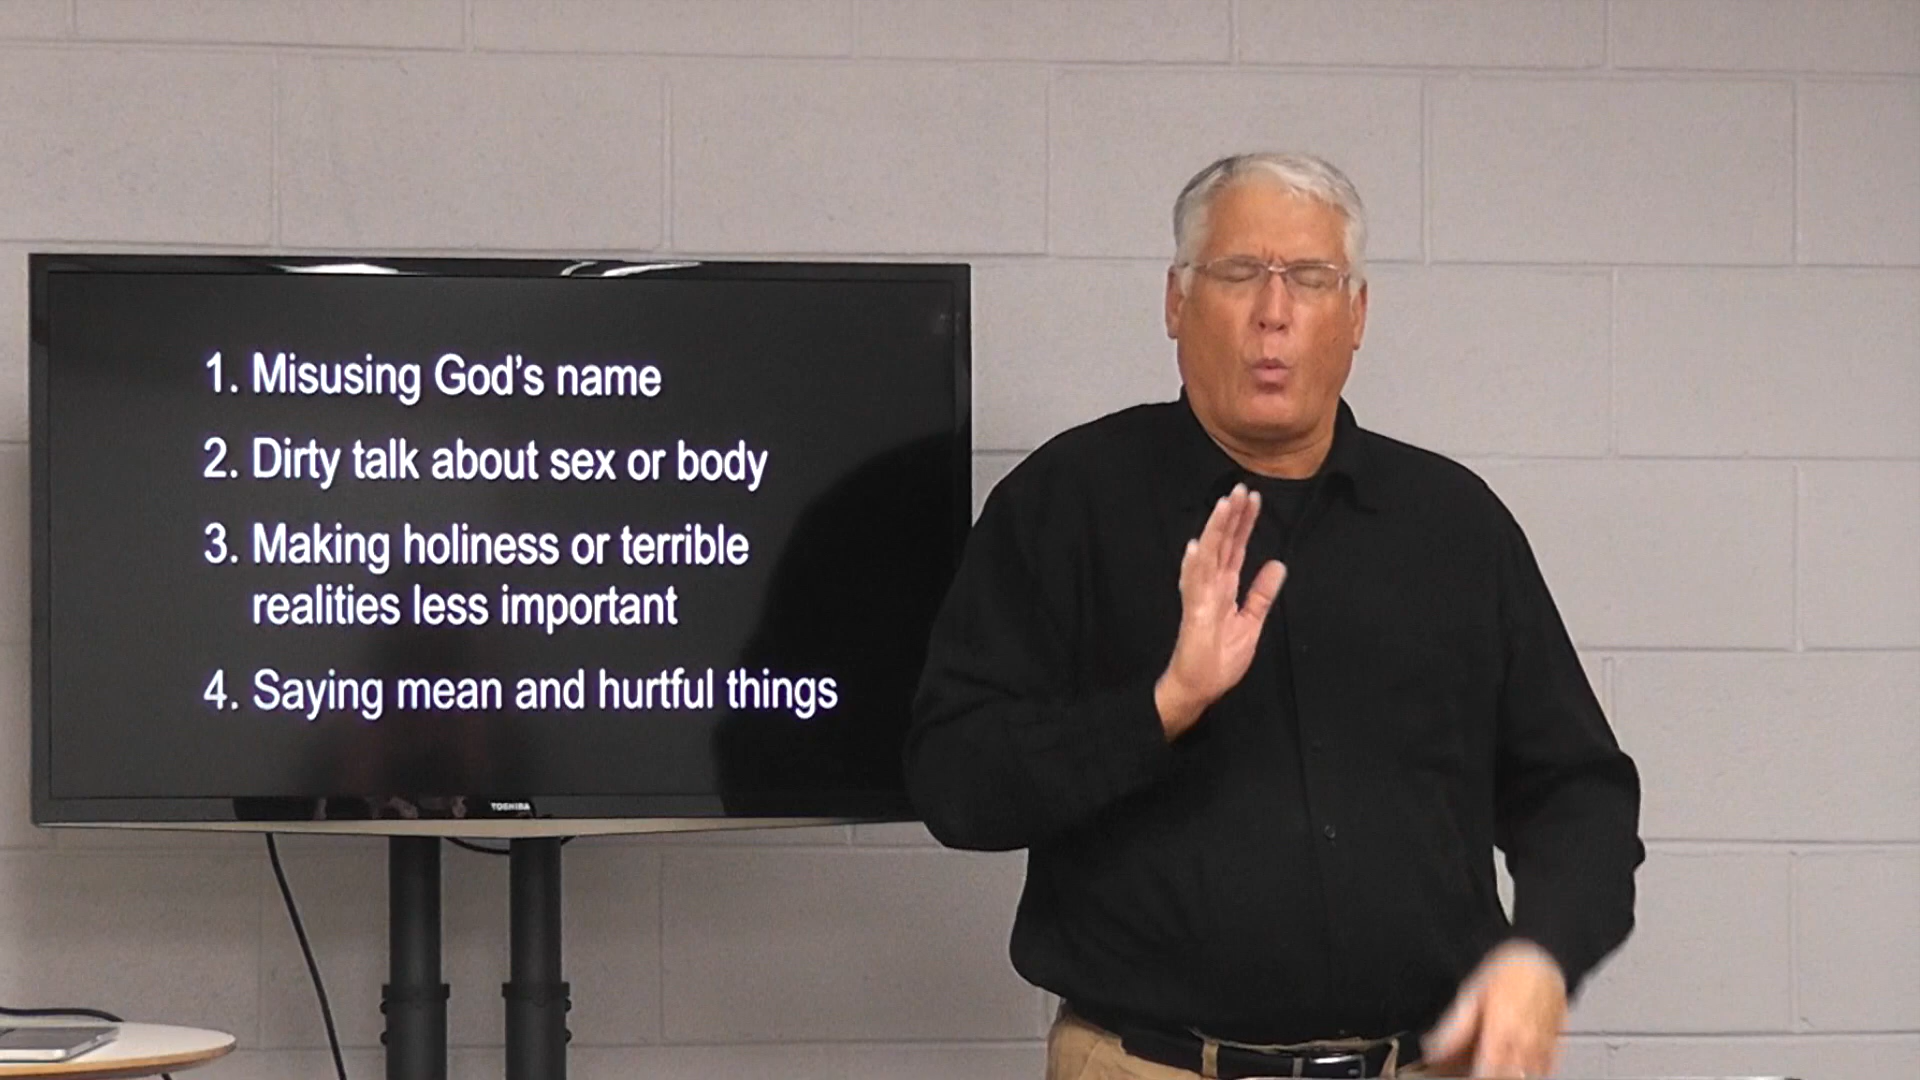 1. Misusing God’s name
2. Dirty talk about sex or body
3. Making holiness or terrible
realities less important
4. Saying mean and hurtful things
TOSHIBA